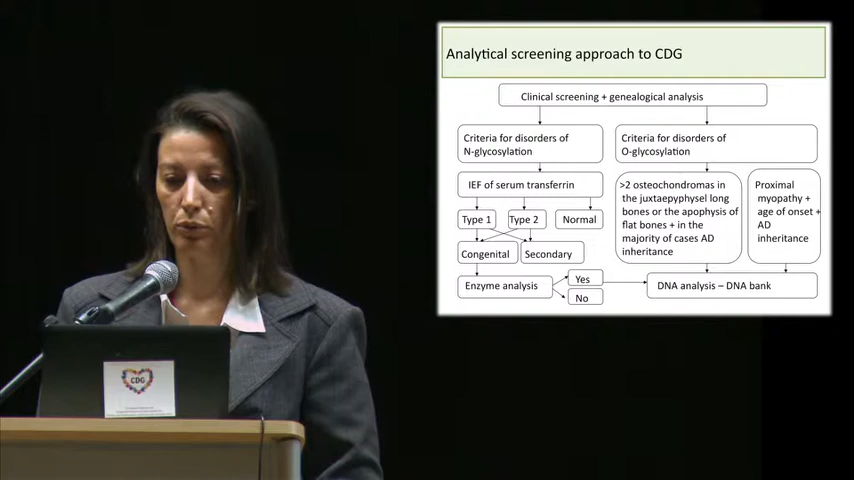 Analytical screening approach to CDG
Clinical screening + genealogical analysis
Criteria for disorders of
N-glycosylation
Criteria for disorders of
O-glycosylation
IEF of serum transferrin
>2 osteochondromas in
the juxtaepyphysel long
bones or the apophysis of
flat bones + in the
majority of cases AD
inheritance
Proximal
myopathy +
age of onset +
AD
inheritance
Type 1
Type 2
Normal
Congenital
Secondary
Enzyme analysis
Yes
No
DNA analysis – DNA bank
CDG